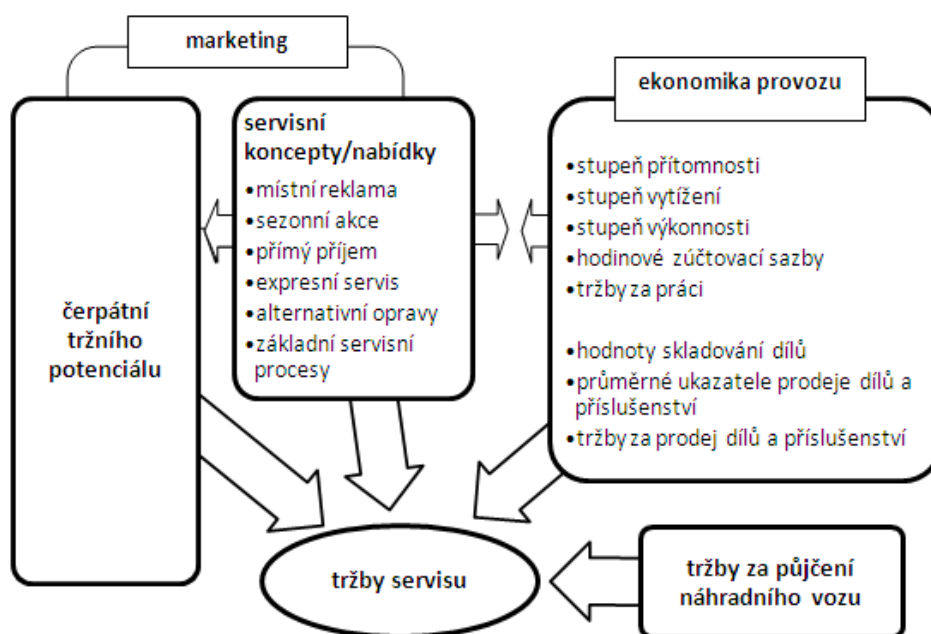 marketing
čerpátní
tržního
potenciálu
servisní
koncepty/nabídky
•místní reklama
•sezonní akce
•přímý příjem
•expresní servis
•alternativní opravy
•základní servisní
procesy
ekonomika provozu
•stupeň přítomnosti
•stupeň vytížení
•stupeň výkonnosti
•hodinové zúčtovací sazby
•tržby za práci
•hodnoty skladování dílů
•průměrné ukazatele prodeje dílů a
příslušenství
•tržby za prodej dílů a příslušenství
tržby servisu
tržby za půjčení
náhradního vozu